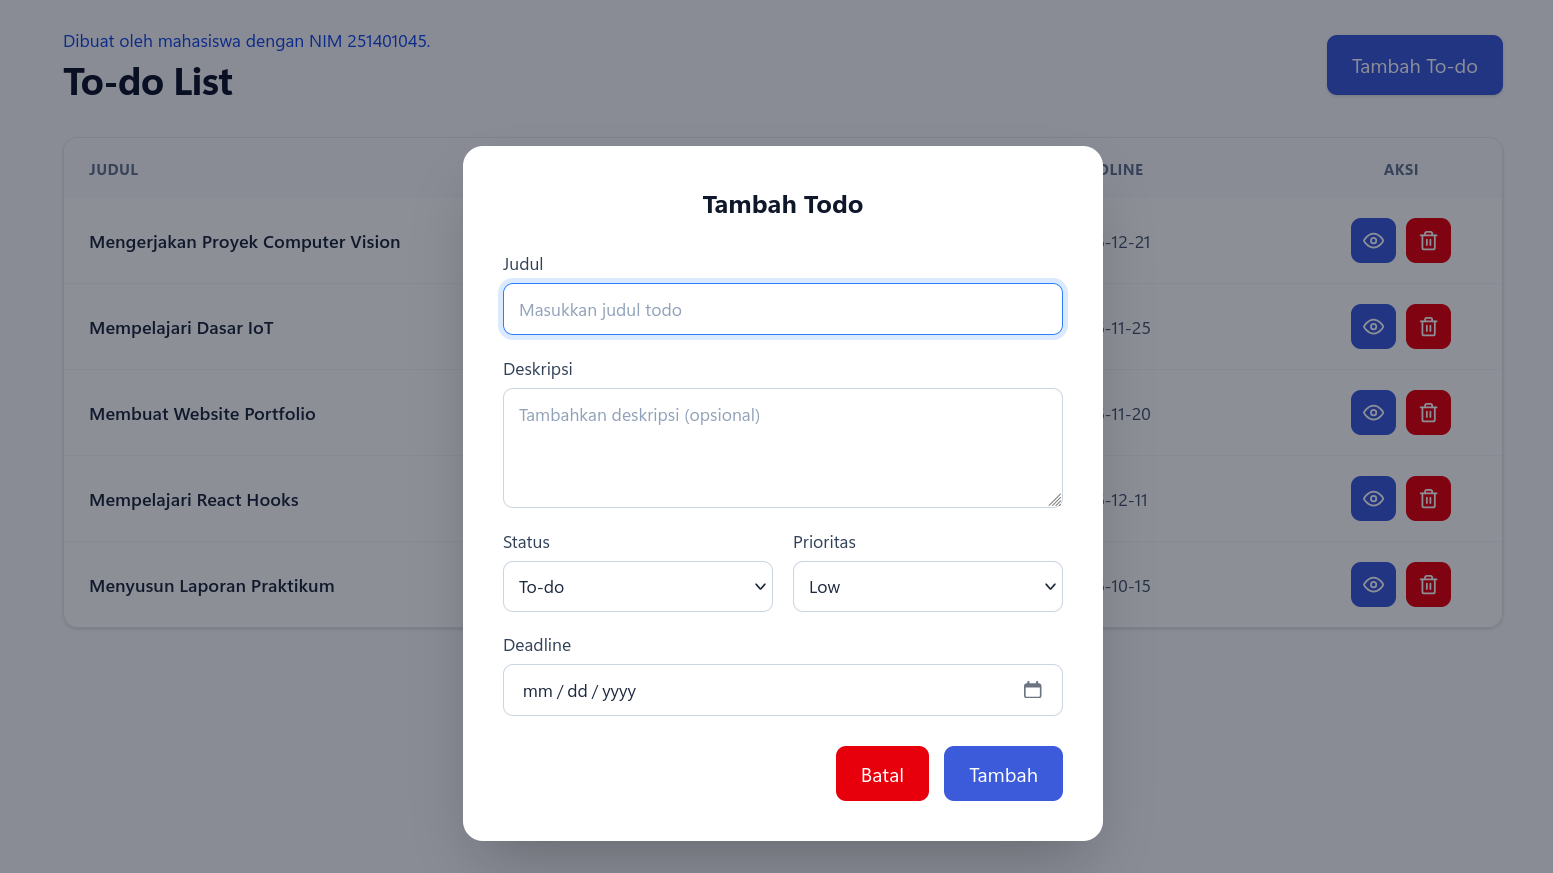 Dibuat oleh mahasiswa dengan NIM 251401045.
To-do List
Tambah To-do
JUDUL
AKSI
Mengerjakan Proyek Computer Vision
-12-21
Mempelajari Dasar IoT
-11-25
Membuat Website Portfolio
-11-20
Mempelajari React Hooks
-12-11
Menyusun Laporan Praktikum
-10-15
Tambah Todo
Judul
Masukkan judul todo
Deskripsi
Tambahkan deskripsi (opsional)
Status
Prioritas
To-do
Low
Deadline
mm / dd / yyyy
Batal
Tambah